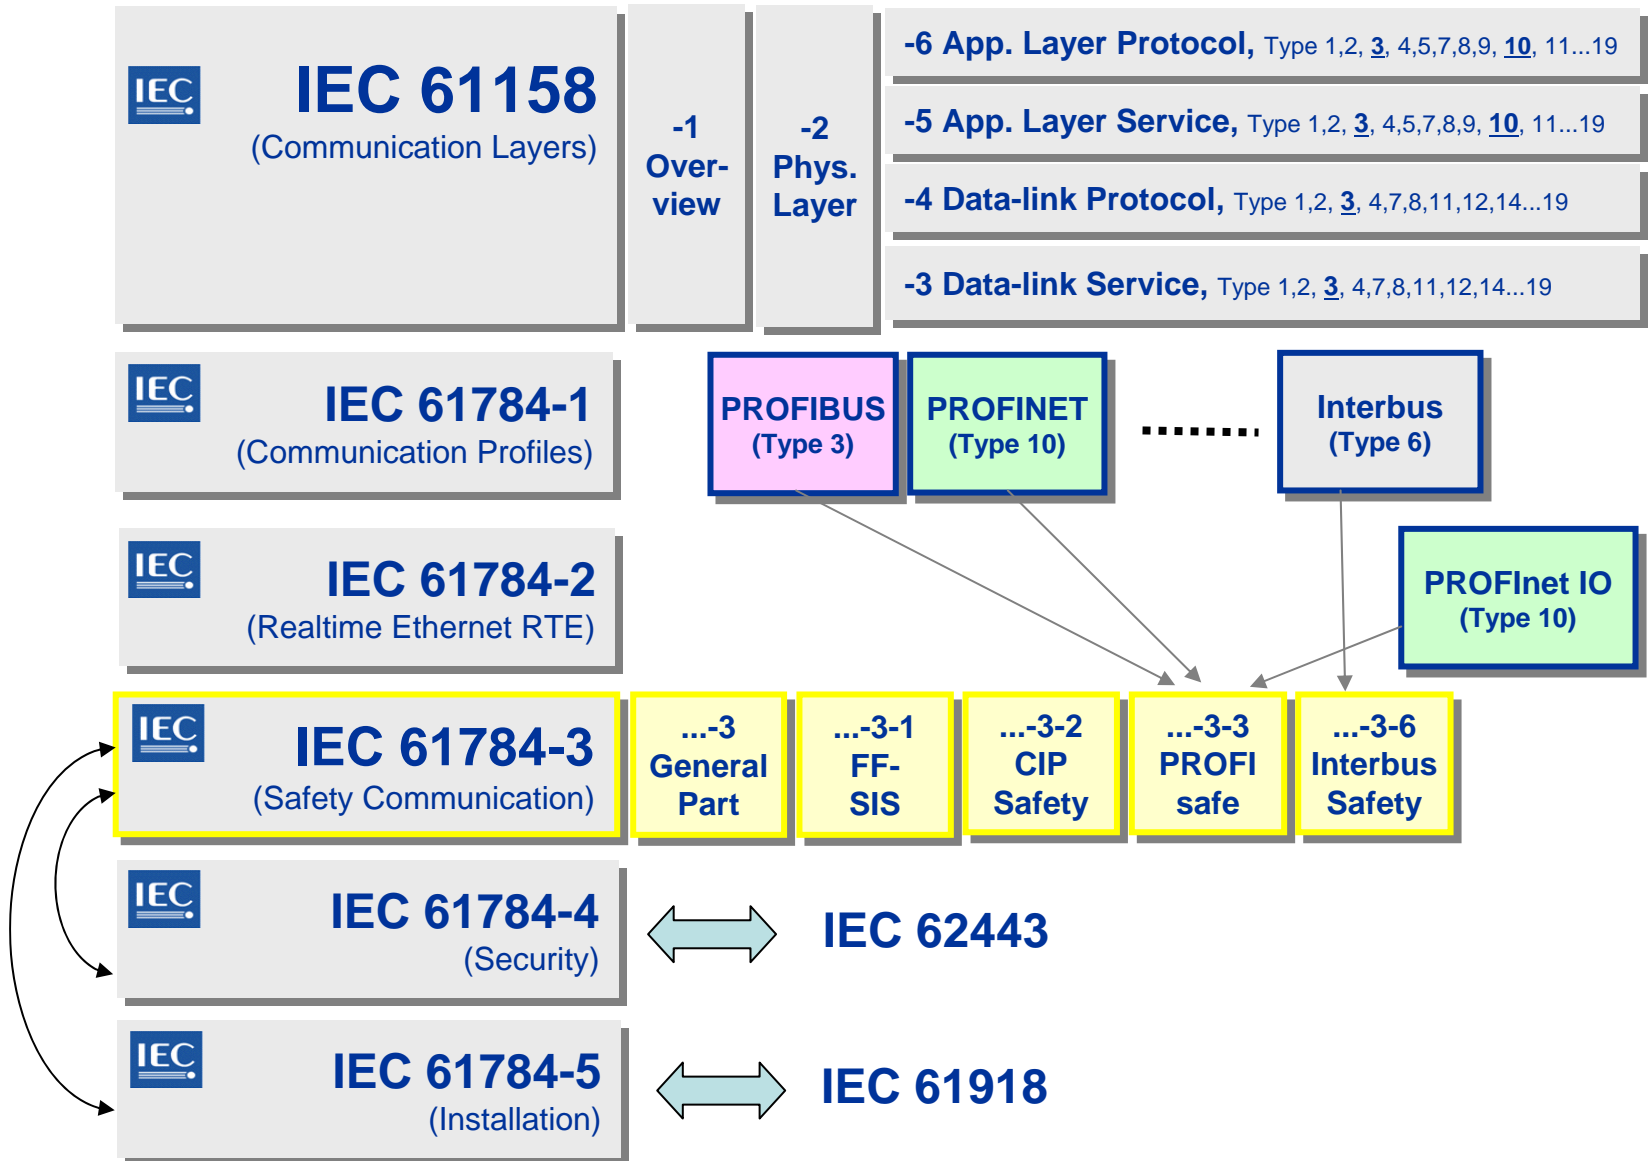 IEC
IEC 61158
(Communication Layers)
-1
Over-
view
-2
Phys.
Layer
-6 App. Layer Protocol, Type 1,2, 3, 4,5,7,8,9, 10, 11...19
-5 App. Layer Service, Type 1,2, 3, 4,5,7,8,9, 10, 11...19
-4 Data-link Protocol, Type 1,2, 3, 4,7,8,11,12,14...19
-3 Data-link Service, Type 1,2, 3, 4,7,8,11,12,14...19
IEC
IEC 61784-1
(Communication Profiles)
PROFIBUS
(Type 3)
PROFINET
(Type 10)
Interbus
(Type 6)
IEC
IEC 61784-2
(Realtime Ethernet RTE)
PROFInet IO
(Type 10)
IEC
IEC 61784-3
(Safety Communication)
...-3
General
Part
...-3-1
FF-
SIS
...-3-2
CIP
Safety
...-3-3
PROFI
safe
...-3-6
Interbus
Safety
IEC
IEC 61784-4
(Security)
IEC 62443
IEC
IEC 61784-5
(Installation)
IEC 61918